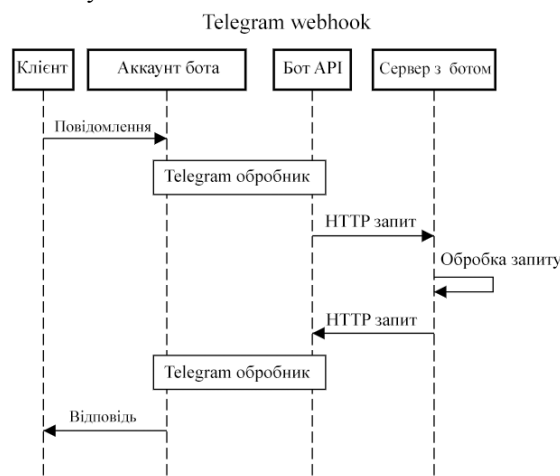 Telegram webhook
Клієнт
Аккаунт бота
Бот API
Сервер з ботом
Повідомлення
Telegram обробник
HTTP запит
Обробка запиту
HTTP запит
Telegram обробник
Відповідь